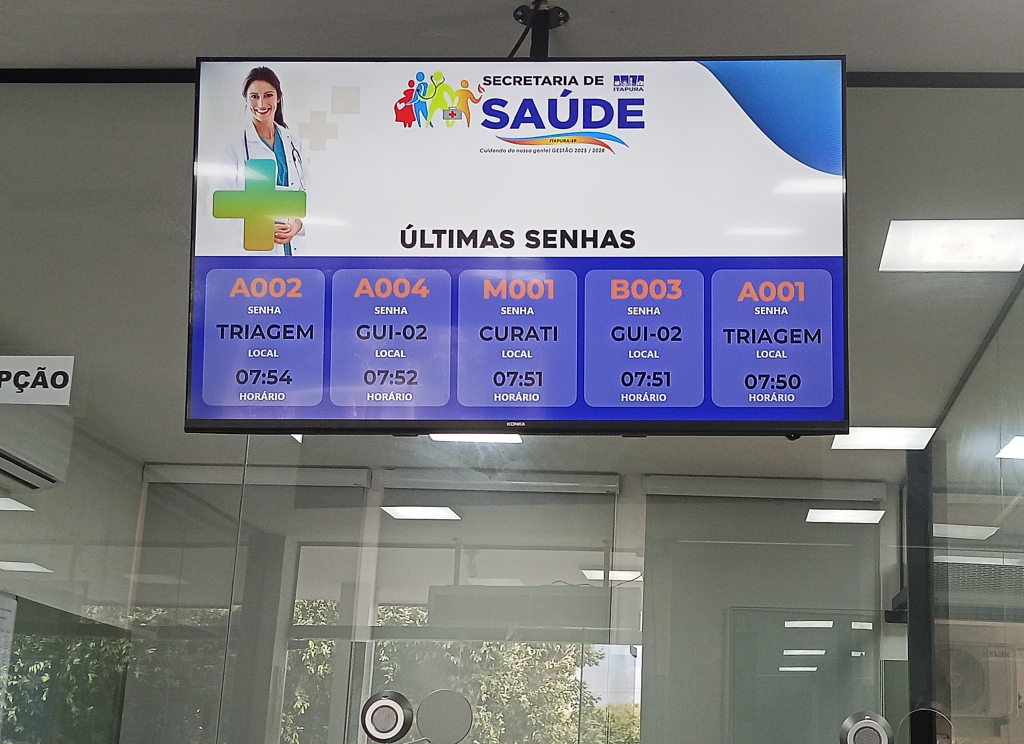 SECRETARIA DE
ITAPURA
SAÚDE
ITAPURA-SP
Cuidando da nossa gente! GESTÃO 2025 / 2028
ÚLTIMAS SENHAS
A002 A004 M001 B003 A001
SENHA SENHA SENHA SENHA SENHA
TRIAGEM GUI-02 CURATI GUI-02 TRIAGEM
LOCAL LOCAL LOCAL LOCAL LOCAL
07:54 07:52 07:51 07:51 07:50
HORÁRIO HORÁRIO HORÁRIO HORÁRIO HORÁRIO
KONKA
PÇÃO